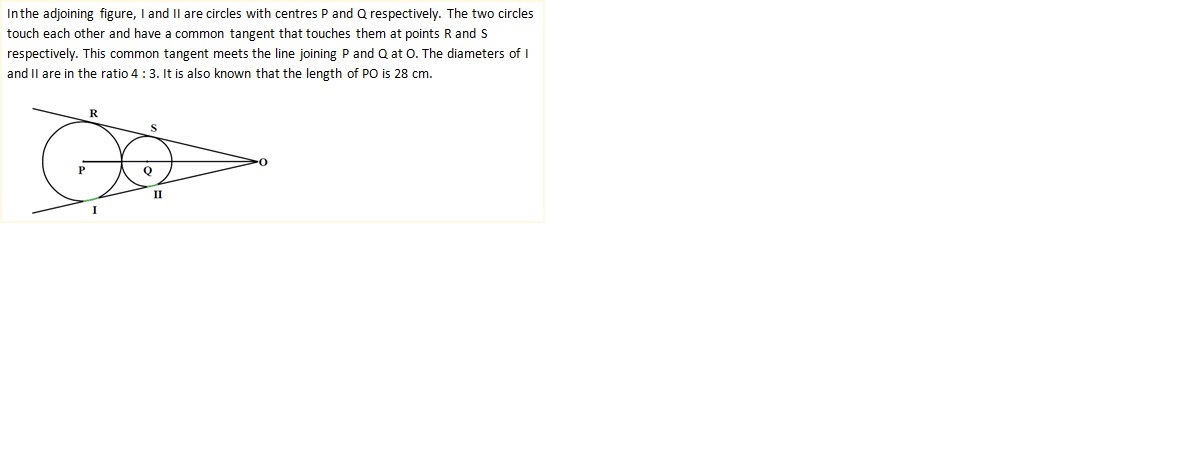 In the adjoining figure, I and II are circles with centres P and Q respectively. The two circles
touch each other and have a common tangent that touches them at points R and S
respectively. This common tangent meets the line joining P and Q at O. The diameters of I
and II are in the ratio 4 : 3. It is also known that the length of PO is 28 cm.
R
S
P
Q
O
II
I